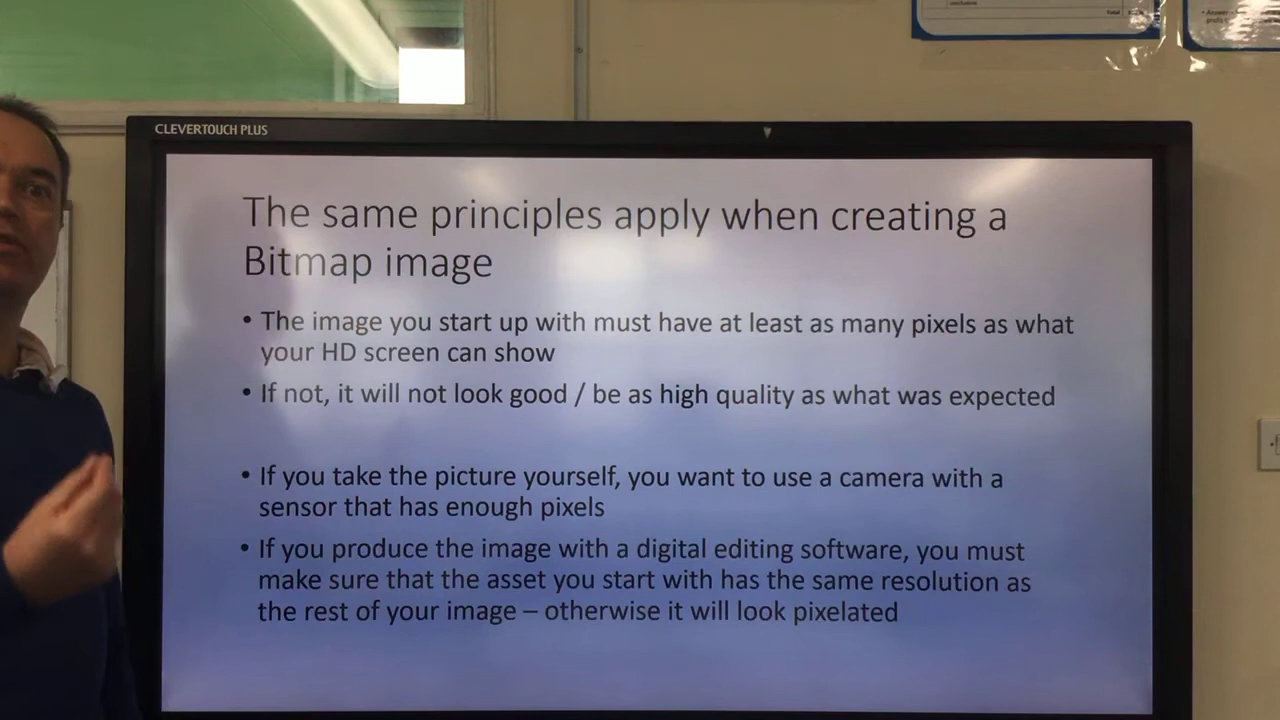 conclusions
Total
• Answer
CLEVERTOUCH PLUS
The same principles apply when creating a
Bitmap image
• The image you start up with must have at least as many pixels as what
your HD screen can show
• If not, it will not look good / be as high quality as what was expected
• If you take the picture yourself, you want to use a camera with a
sensor that has enough pixels
• If you produce the image with a digital editing software, you must
make sure that the asset you start with has the same resolution as
the rest of your image – otherwise it will look pixelated